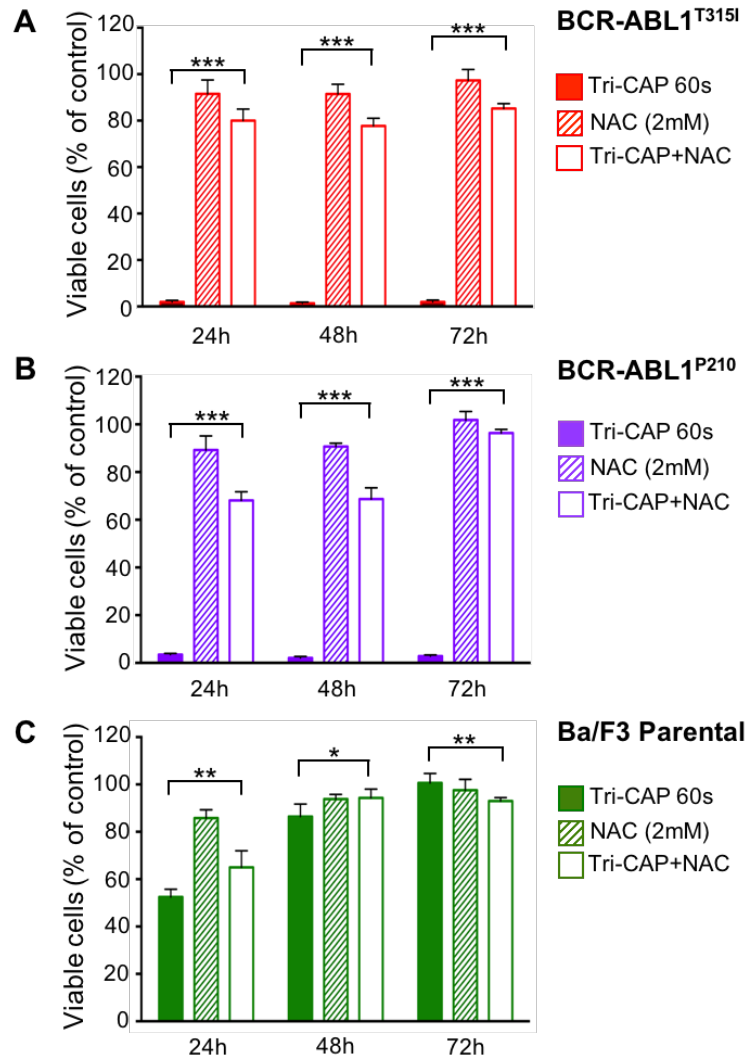 A
BCR-ABL1T315I
Viable cells (% of control)
120
100
80
60
40
20
0
***
***
***
24h
48h
72h
Tri-CAP 60s
NAC (2mM)
Tri-CAP+NAC
B
BCR-ABL1P210
Viable cells (% of control)
120
100
80
60
40
20
0
***
***
***
24h
48h
72h
Tri-CAP 60s
NAC (2mM)
Tri-CAP+NAC
C
Ba/F3 Parental
Viable cells (% of control)
120
100
80
60
40
20
0
**
*
**
24h
48h
72h
Tri-CAP 60s
NAC (2mM)
Tri-CAP+NAC